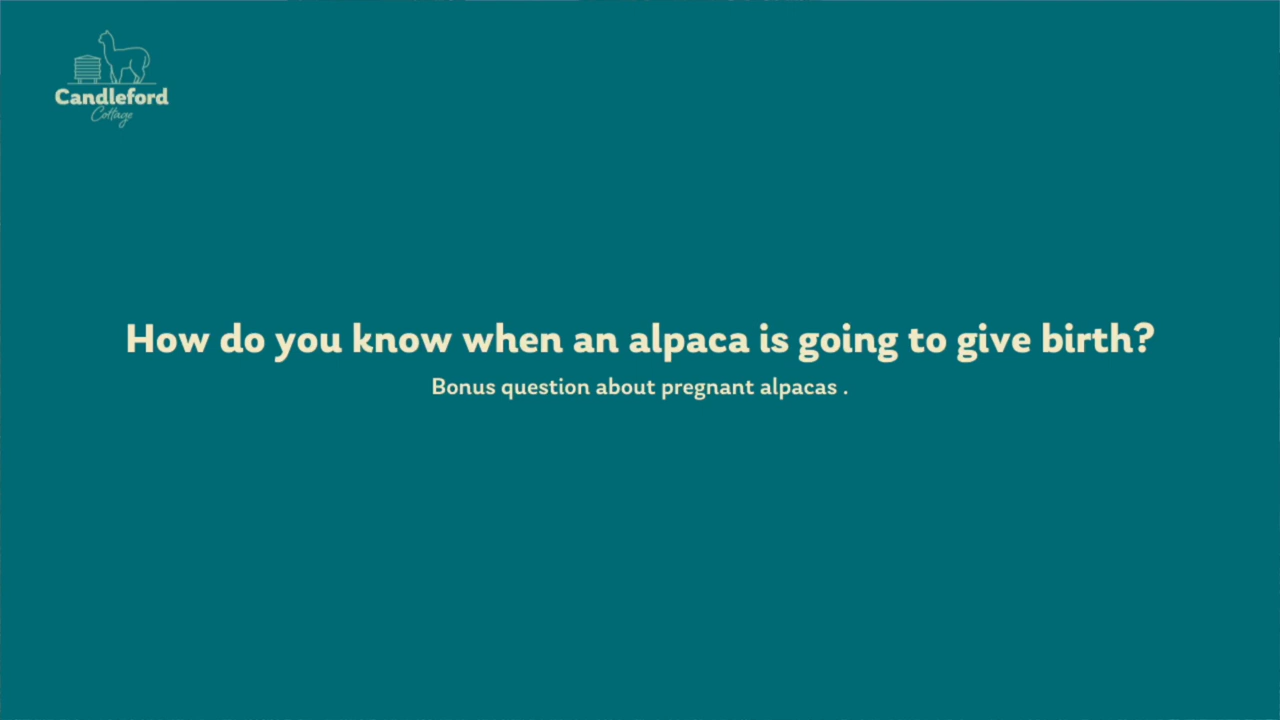 Candleford
Cottage
How do you know when an alpaca is going to give birth?
Bonus question about pregnant alpacas .